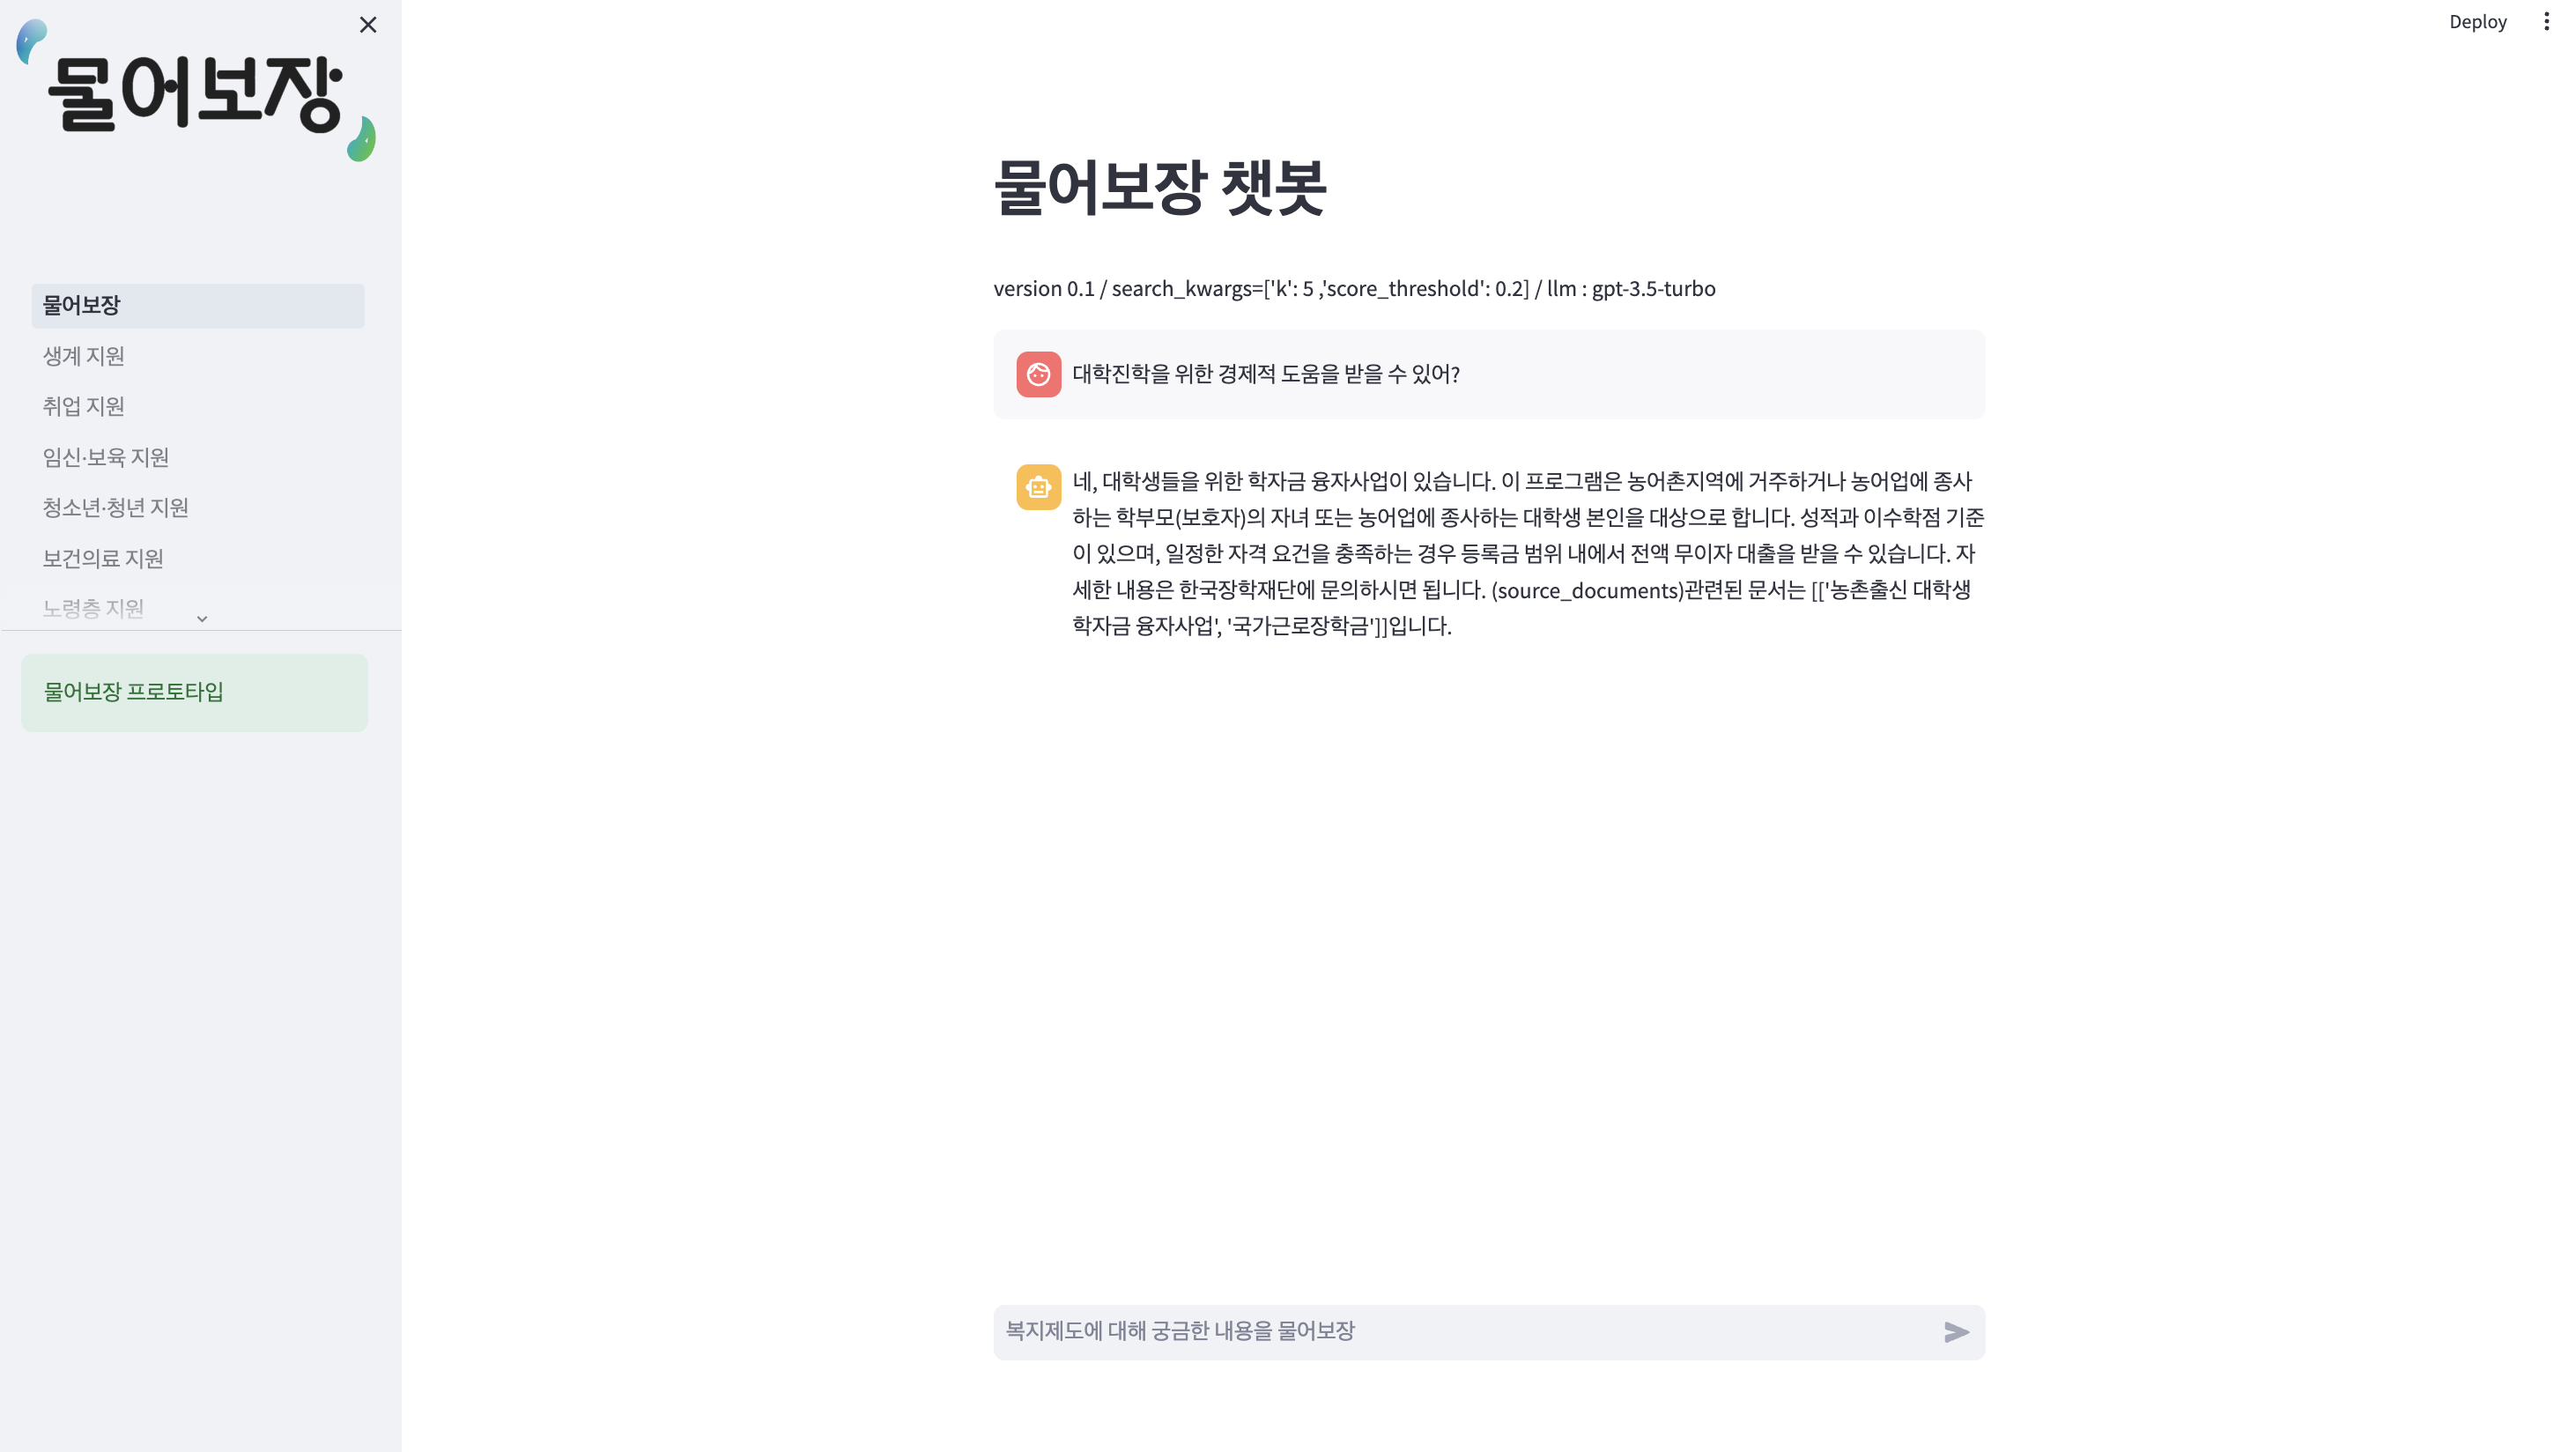 물어보장
물어보장
생계 지원
취업 지원
임신·보육 지원
청소년·청년 지원
보건의료 지원
노령층 지원
물어보장 프로토타입
Deploy
물어보장 챗봇
version 0.1 / search_kwargs=['k': 5 ,'score_threshold': 0.2] / llm : gpt-3.5-turbo
대학진학을 위한 경제적 도움을 받을 수 있어?
네, 대학생들을 위한 학자금 융자사업이 있습니다. 이 프로그램은 농어촌지역에 거주하거나 농어업에 종사
하는 학부모(보호자)의 자녀 또는 농어업에 종사하는 대학생 본인을 대상으로 합니다. 성적과 이수학점 기준
이 있으며, 일정한 자격 요건을 충족하는 경우 등록금 범위 내에서 전액 무이자 대출을 받을 수 있습니다. 자
세한 내용은 한국장학재단에 문의하시면 됩니다. (source_documents)관련된 문서는 [['농촌출신 대학생
학자금 융자사업', '국가근로장학금']]입니다.
복지제도에 대해 궁금한 내용을 물어보장